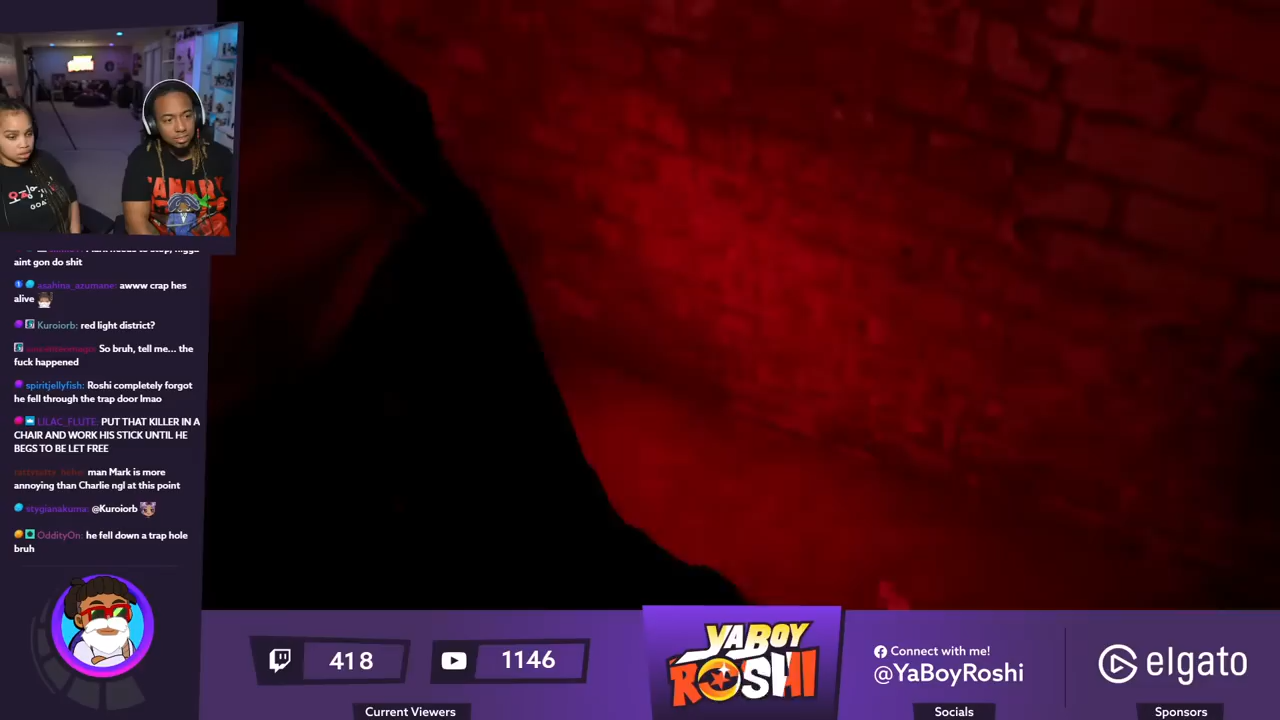 aint gon do shit
asahina_azumane: awww crap hes
alive
Kuroiorb: red light district?
So bruh, tell me... the
fuck happened
spiritjellyfish: Roshi completely forgot
he fell through the trap door lmao
LILAC_FLUTE: PUT THAT KILLER IN A
CHAIR AND WORK HIS STICK UNTIL HE
BEGS TO BE LET FREE
man Mark is more
annoying than Charlie ngl at this point
stygianakuma: @Kuroiorb
OddityOn: he fell down a trap hole
bruh
418
1146
Current Viewers
YABOY
ROSHI
Connect with me!
@YaBoyRoshi
Socials
elgato
Sponsors